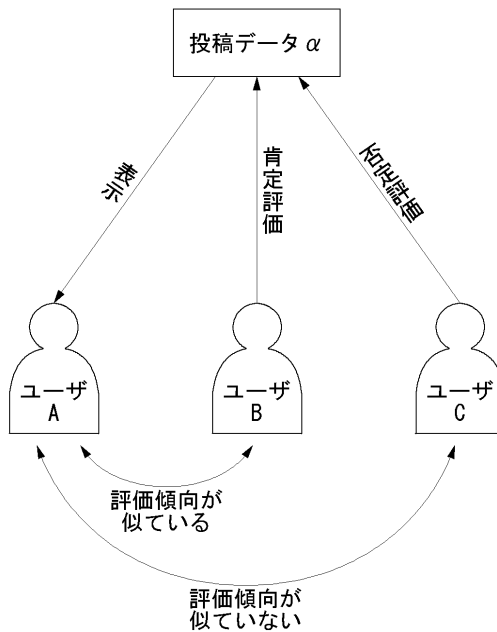 投稿データα
表示
肯定評価
否定評価
ユーザ
A
ユーザ
B
ユーザ
C
評価傾向が
似ている
評価傾向が
似ていない